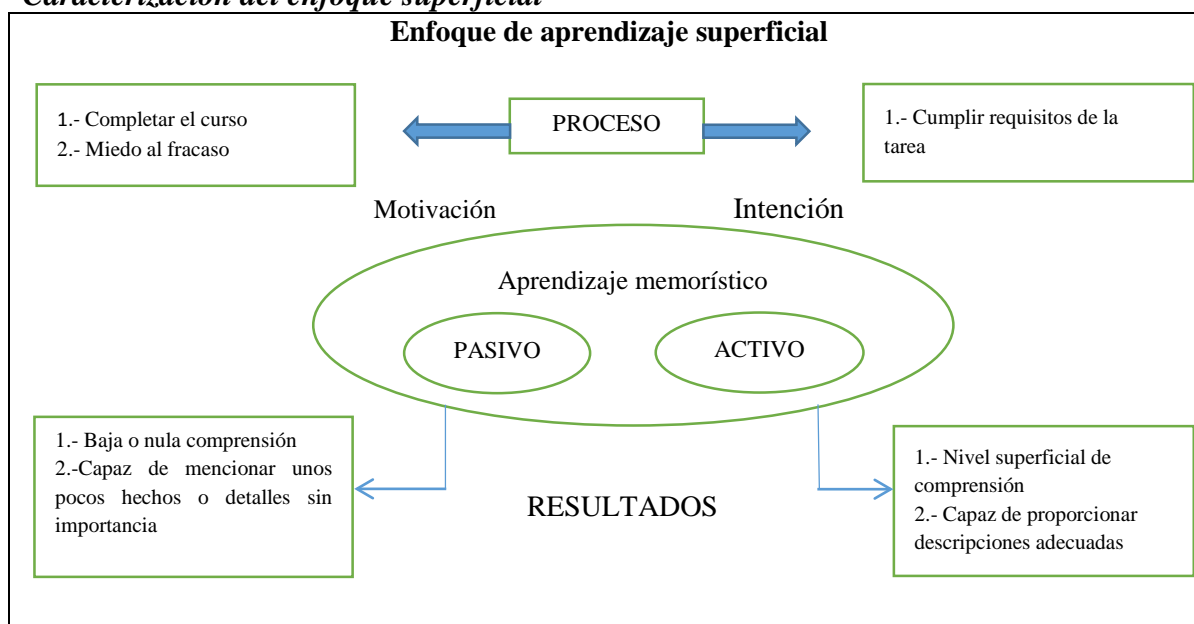 Caracterización del enfoque superficial
Enfoque de aprendizaje superficial
1.- Completar el curso
2.- Miedo al fracaso
PROCESO
1.- Cumplir requisitos de la
tarea
Motivación
Intención
Aprendizaje memorístico
PASIVO
ACTIVO
1.- Baja o nula comprensión
2.-Capaz de mencionar unos
pocos hechos o detalles sin
importancia
RESULTADOS
1.- Nivel superficial de
comprensión
2.- Capaz de proporcionar
descripciones adecuadas